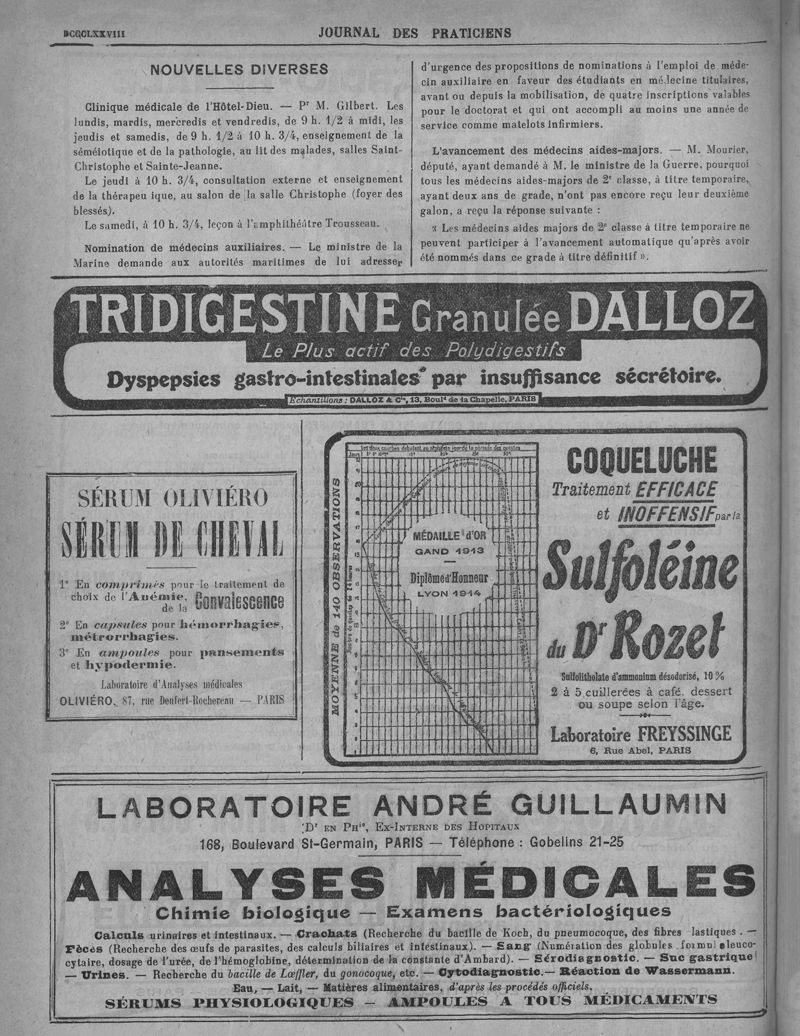 DCCCLXXVIII
JOURNAL DES PRATICIENS
NOUVELLES DIVERSES
Clinique médicale de l'Hôtel-Dieu. — Pr M. Gilbert. Les
lundis, mardis, mercredis et vendredis, de 9 h. 1/2 à midi, les
jeudis et samedis, de 9 h. 1/2 à 10 h. 3/4, enseignement de la
séméiotique et de la pathologie, au lit des malades, salles Saint-
Christophe et Sainte-Jeanne.
Le jeudi à 10 h. 3/4, consultation externe et enseignement
de la thérapeu ique, au salon de la salle Christophe (foyer des
blessés).
Le samedi, à 10 h. 3/4, leçon à l'amphithéâtre Trousseau.
Nomination de médecins auxiliaires. — Le ministre de la
Marine demande aux autorités maritimes de lui adresser
d'urgence des propositions de nominations à l'emploi de méde-
cin auxiliaire en faveur des étudiants en médecine titulaires,
avant ou depuis la mobilisation, de quatre inscriptions valables
pour le doctorat et qui ont accompli au moins une année de
service comme matelots infirmiers.
L'avancement des médecins aides-majors. — M. Mourier,
député, ayant demandé à M. le ministre de la Guerre, pourquoi
tous les médecins aides-majors de 2e classe, à titre temporaire,
ayant deux ans de grade, n'ont pas encore reçu leur deuxième
galon, a reçu la réponse suivante :
« Les médecins aides majors de 2e classe à titre temporaire ne
peuvent participer à l'avancement automatique qu'après avoir
été nommés dans ce grade à titre définitif ».
TRIDIGESTINE Granulée DALLOZ
Le Plus actif des Polydigestifs
Dyspepsies gastro-intestinales par insuffisance sécrétoire.
Echantillons : DALLOZ & Cie, 13, Bould de la Chapelle, PARIS
SÉRUM OLIVIÉRO
SÉRUM DE CHEVAL
1° En comprimés pour le traitement de
choix de l'Anémie,
de la Convalescence
2° En capsules pour hémorrhagies,
métrorrhagies.
3° En ampoules pour pansements
et hypodermie.
Laboratoire d'Analyses médicales
OLIVIÉRO, 87, rue Denfert-Rochereau — PARIS
MOYENNE de 140 OBSERVATIONS
MÉDAILLE d'OR
GAND 1913
Diplôme d'Honneur
LYON 1914
COQUELUCHE
Traitement EFFICACE
et INOFFENSIF par la
Sulfoléine
du Dr Rozet
Sulfolitholate d'ammonium désodorisé, 10 %
2 à 5 cuillerées à café, dessert
ou soupe selon l'âge.
Laboratoire FREYSSINGE
6, Rue Abel, PARIS
LABORATOIRE ANDRÉ GUILLAUMIN
Dr EN PHie, EX-INTERNE DES HOPITAUX
168, Boulevard St-Germain, PARIS — Téléphone : Gobelins 21-25
ANALYSES MÉDICALES
Chimie biologique — Examens bactériologiques
Calculs urinaires et intestinaux. — Crachats (Recherche du bacille de Koch, du pneumocoque, des fibres lastiques . —
Fèces (Recherche des œufs de parasites, des calculs biliaires et intestinaux). — Sang (Numération des globules formule leuco-
cytaire, dosage de l'urée, de l'hémoglobine, détermination de la constante d'Ambard). — Sérodiagnostic. — Suc gastrique
— Urines. — Recherche du bacille de Lœffler, du gonocoque, etc. — Cytodiagnostic. — Réaction de Wassermann.
Eau, — Lait, — Matières alimentaires, d'après les procédés officiels.
SÉRUMS PHYSIOLOGIQUES — AMPOULES A TOUS MÉDICAMENTS